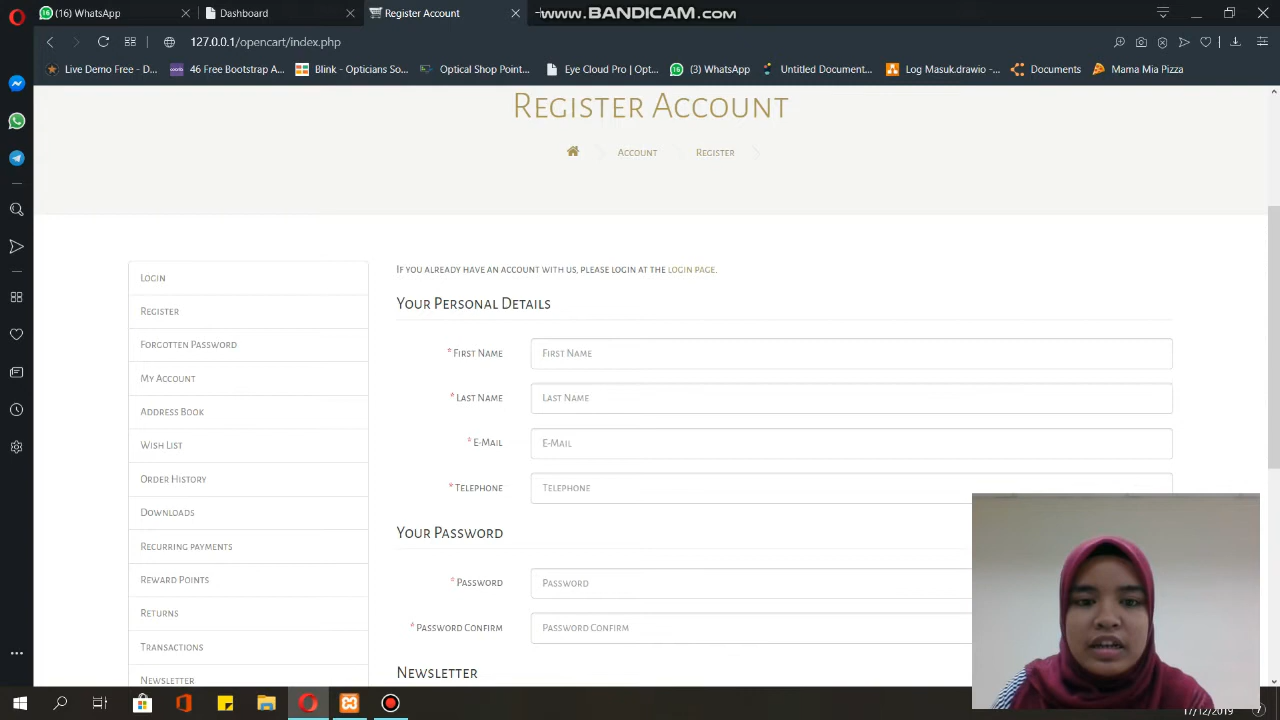 (16) WhatsApp
Dashboard
Register Account
www.BANDICAM.com
127.0.0.1/opencart/index.php
Live Demo Free - D...
46 Free Bootstrap A...
Blink - Opticians So...
Optical Shop Point...
Eye Cloud Pro | Opt...
(3) WhatsApp
Untitled Document...
Log Masuk.drawio -...
Documents
Mama Mia Pizza
Register Account
Account
Register
If you already have an account with us, please login at the login page.
Login
Register
Forgotten Password
My Account
Address Book
Wish List
Order History
Downloads
Recurring payments
Reward Points
Returns
Transactions
Newsletter
Your Personal Details
* First Name
First Name
* Last Name
Last Name
* E-Mail
E-Mail
* Telephone
Telephone
Your Password
* Password
Password
* Password Confirm
Password Confirm
Newsletter
17/12/2019